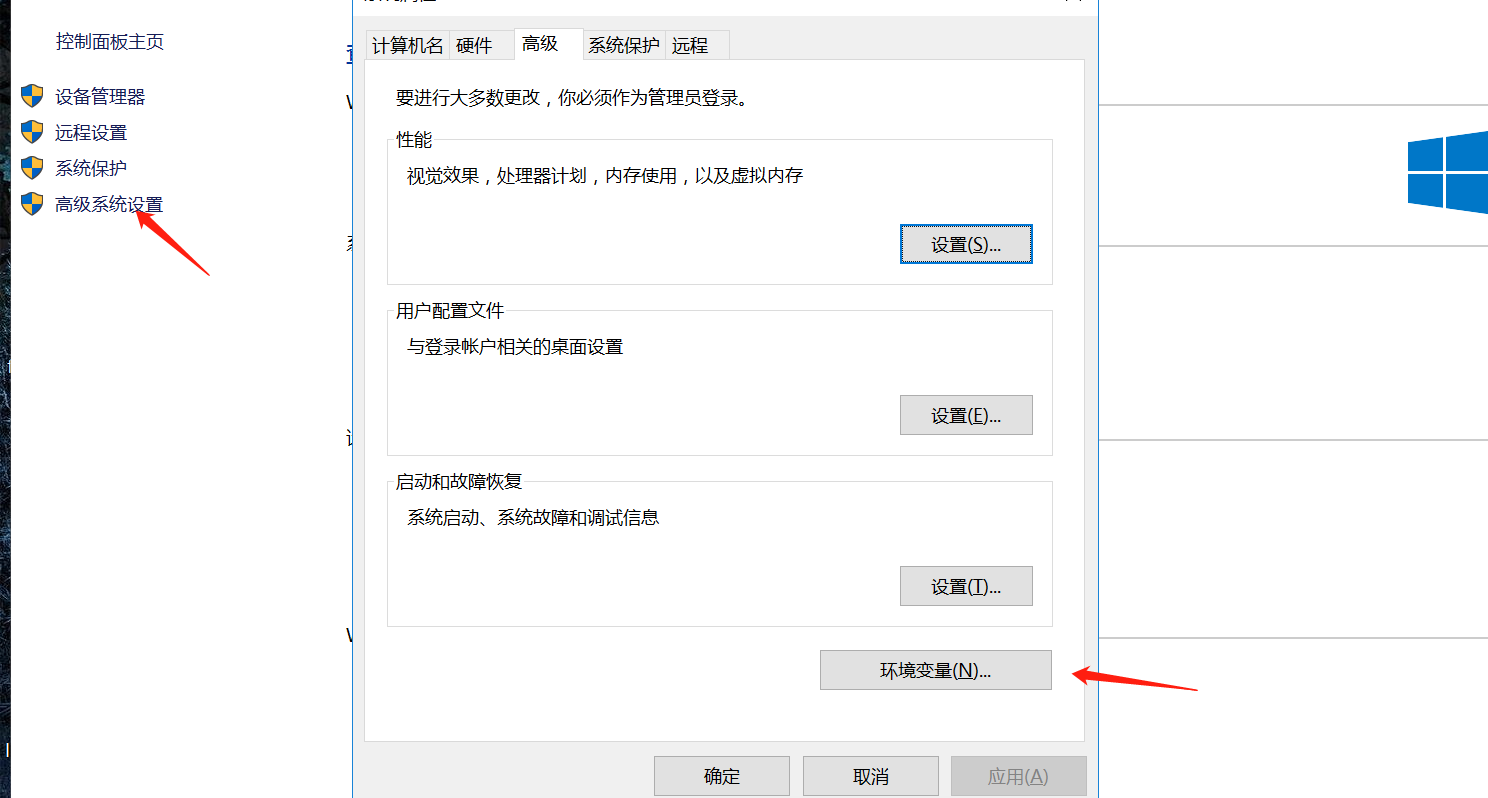 控制面板主页
设备管理器
远程设置
系统保护
高级系统设置
计算机名 硬件 高级 系统保护 远程
要进行大多数更改，你必须作为管理员登录。
性能
视觉效果，处理器计划，内存使用，以及虚拟内存
设置(S)...
用户配置文件
与登录帐户相关的桌面设置
设置(E)...
启动和故障恢复
系统启动、系统故障和调试信息
设置(T)...
环境变量(N)...
确定 取消 应用(A)